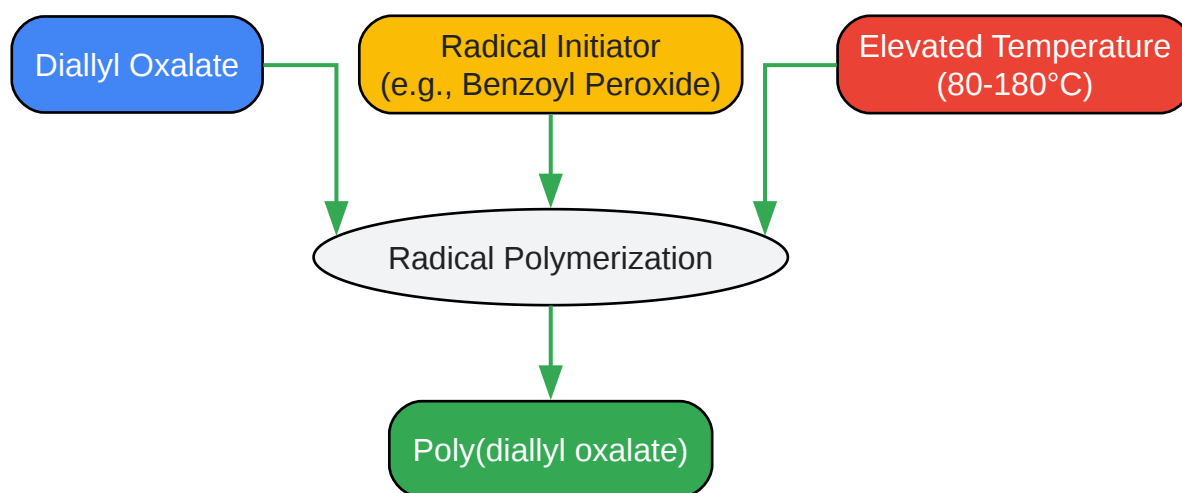 Diallyl Oxalate
Radical Initiator
(e.g., Benzoyl Peroxide)
Elevated Temperature
(80-180°C)
Radical Polymerization
Poly(diallyl oxalate)